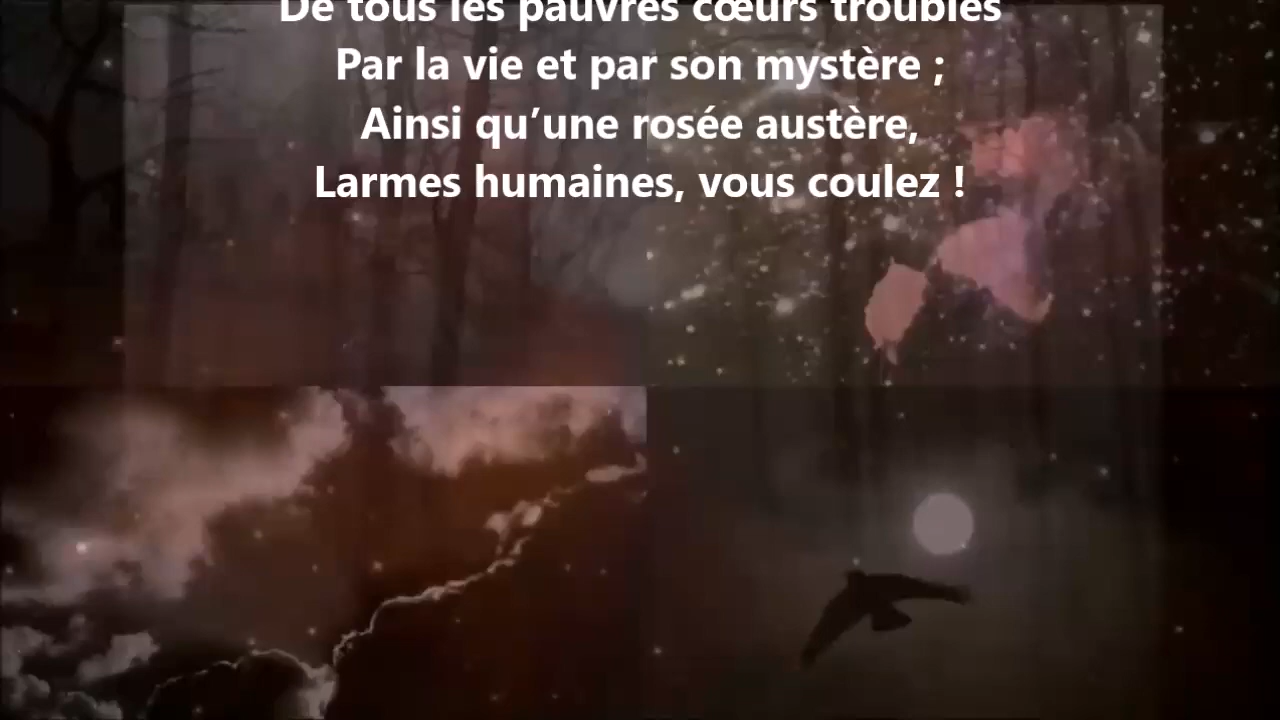 De tous les pauvres cœurs troublés
Par la vie et par son mystère ;
Ainsi qu’une rosée austère,
Larmes humaines, vous coulez !